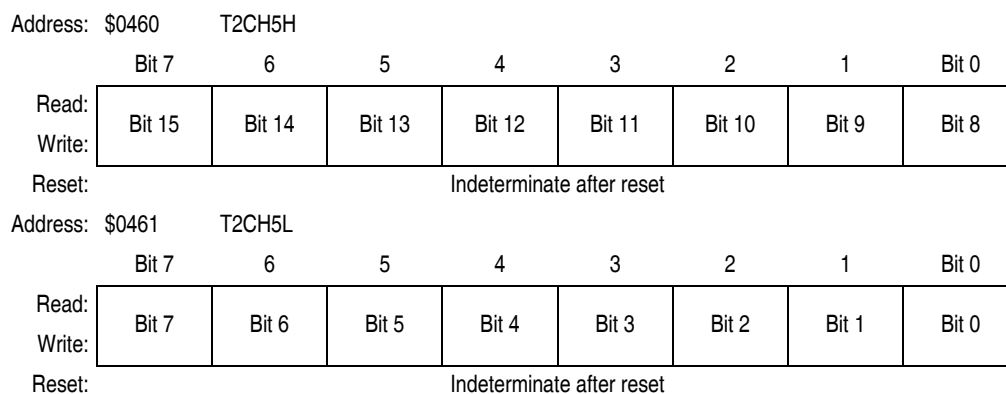 Address: $0460 T2CH5H
Bit 7 6 5 4 3 2 1 Bit 0
Read:
Bit 15 Bit 14 Bit 13 Bit 12 Bit 11 Bit 10 Bit 9 Bit 8
Write:
Reset: Indeterminate after reset
Address: $0461 T2CH5L
Bit 7 6 5 4 3 2 1 Bit 0
Read:
Bit 7 Bit 6 Bit 5 Bit 4 Bit 3 Bit 2 Bit 1 Bit 0
Write:
Reset: Indeterminate after reset